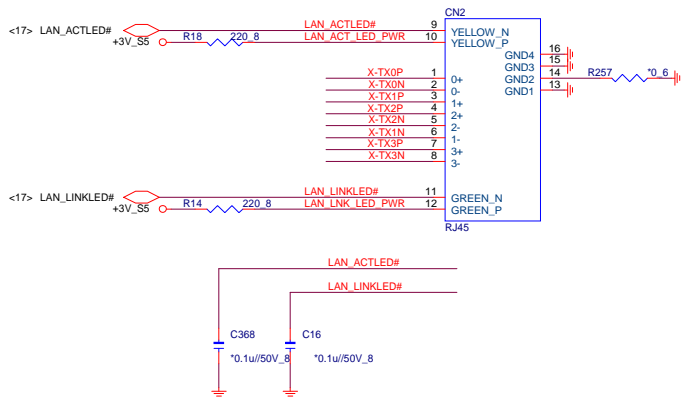 CN2
<17> LAN_ACTLED# LAN_ACTLED# 9 YELLOW_N
+3V_S5 R18 220_8 LAN_ACT_LED_PWR 10 YELLOW_P
GND4 16
GND3 15
GND2 14 R257 *0_6
GND1 13
X-TX0P 1 0+
X-TX0N 2 0-
X-TX1P 3 1+
X-TX2P 4 2+
X-TX2N 5 2-
X-TX1N 6 1-
X-TX3P 7 3+
X-TX3N 8 3-
<17> LAN_LINKLED# LAN_LINKLED# 11 GREEN_N
+3V_S5 R14 220_8 LAN_LNK_LED_PWR 12 GREEN_P
RJ45
LAN_ACTLED#
LAN_LINKLED#
C368 C16
*0.1u//50V_8 *0.1u//50V_8